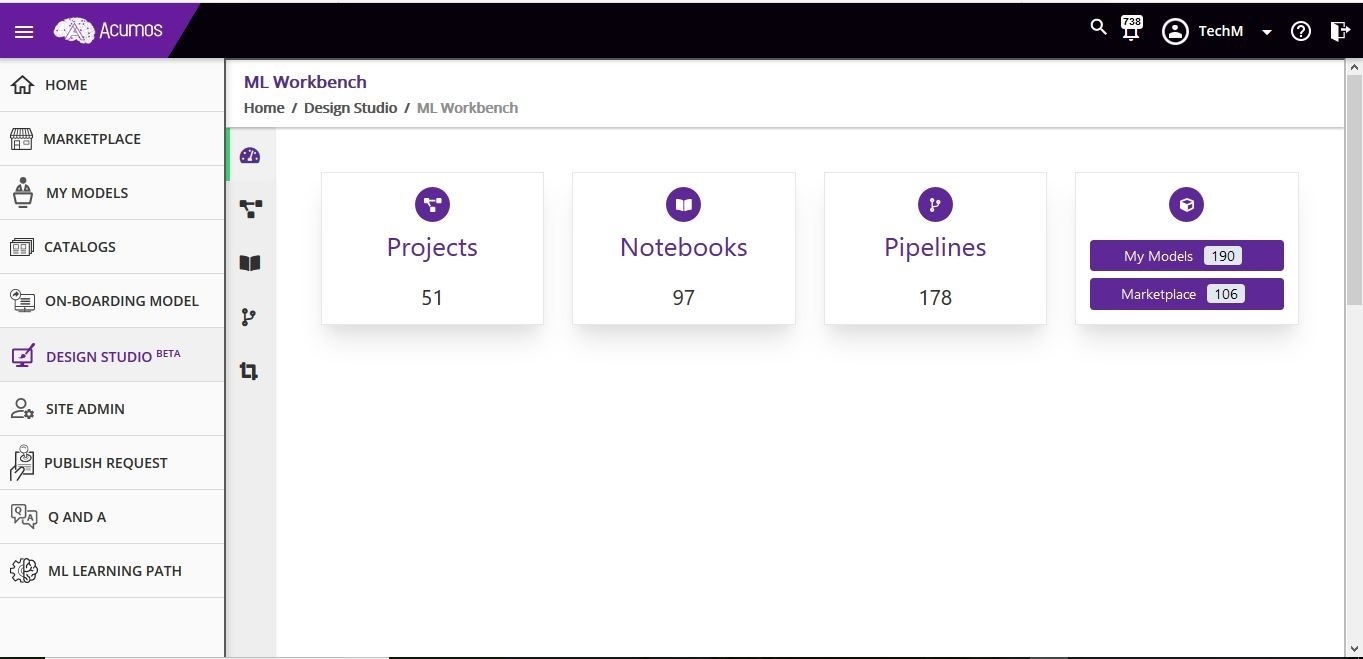 Acumos
738
TechM
HOME
MARKETPLACE
MY MODELS
CATALOGS
ON-BOARDING MODEL
DESIGN STUDIO BETA
SITE ADMIN
PUBLISH REQUEST
Q AND A
ML LEARNING PATH
ML Workbench
Home / Design Studio / ML Workbench
Projects
51
Notebooks
97
Pipelines
178
My Models 190
Marketplace 106